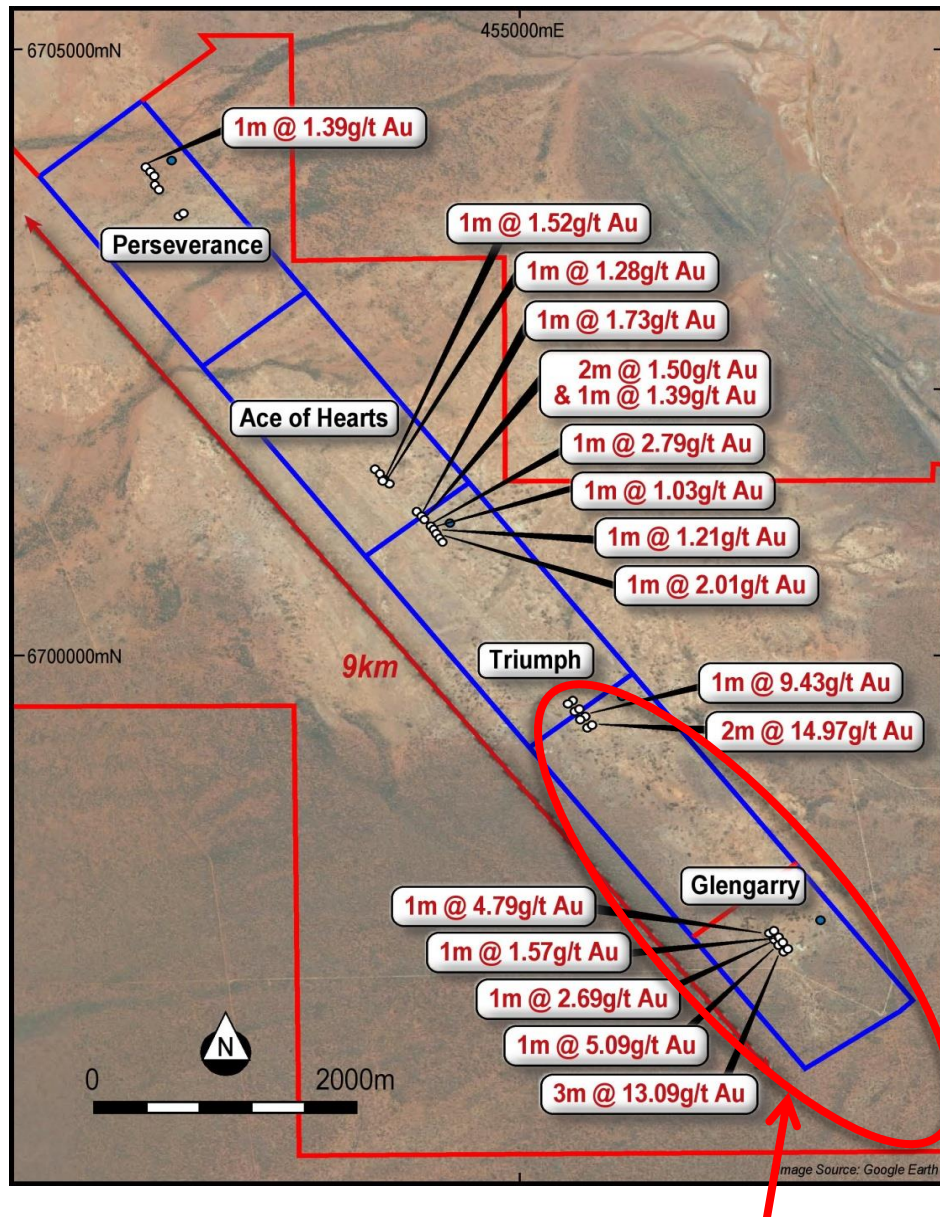 455000mE
6705000mN
1m @ 1.39g/t Au
Perseverance
1m @ 1.52g/t Au
1m @ 1.28g/t Au
1m @ 1.73g/t Au
2m @ 1.50g/t Au
& 1m @ 1.39g/t Au
Ace of Hearts
1m @ 2.79g/t Au
1m @ 1.03g/t Au
1m @ 1.21g/t Au
1m @ 2.01g/t Au
6700000mN
9km
Triumph
1m @ 9.43g/t Au
2m @ 14.97g/t Au
Glengarry
1m @ 4.79g/t Au
1m @ 1.57g/t Au
1m @ 2.69g/t Au
1m @ 5.09g/t Au
3m @ 13.09g/t Au
N
0 2000m
Image Source: Google Earth